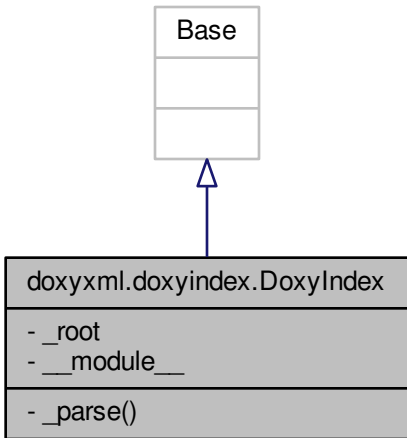 Base
doxyxml.doxyindex.DoxyIndex
- _root
- __module__
- _parse()